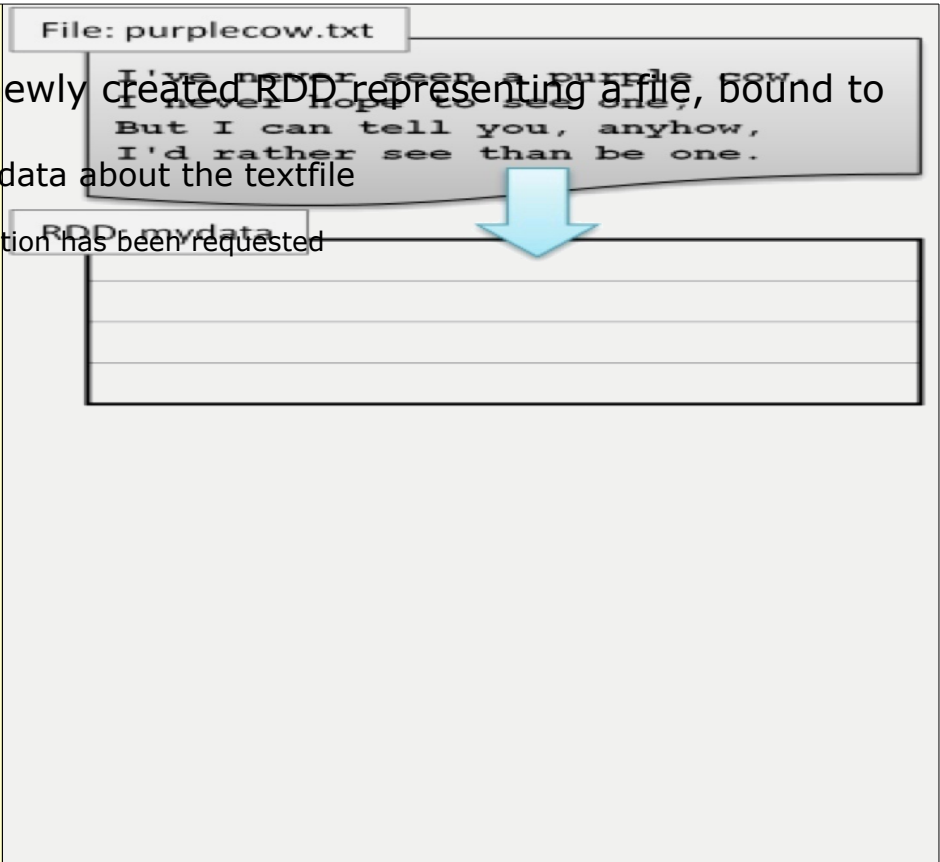 File: purplecow.txt
I've never seen a purple cow.
ewly created RDD representing a file, bound to
I never hope to see one;
But I can tell you, anyhow,
I'd rather see than be one.
data about the textfile
RDD: mydata
tion has been requested